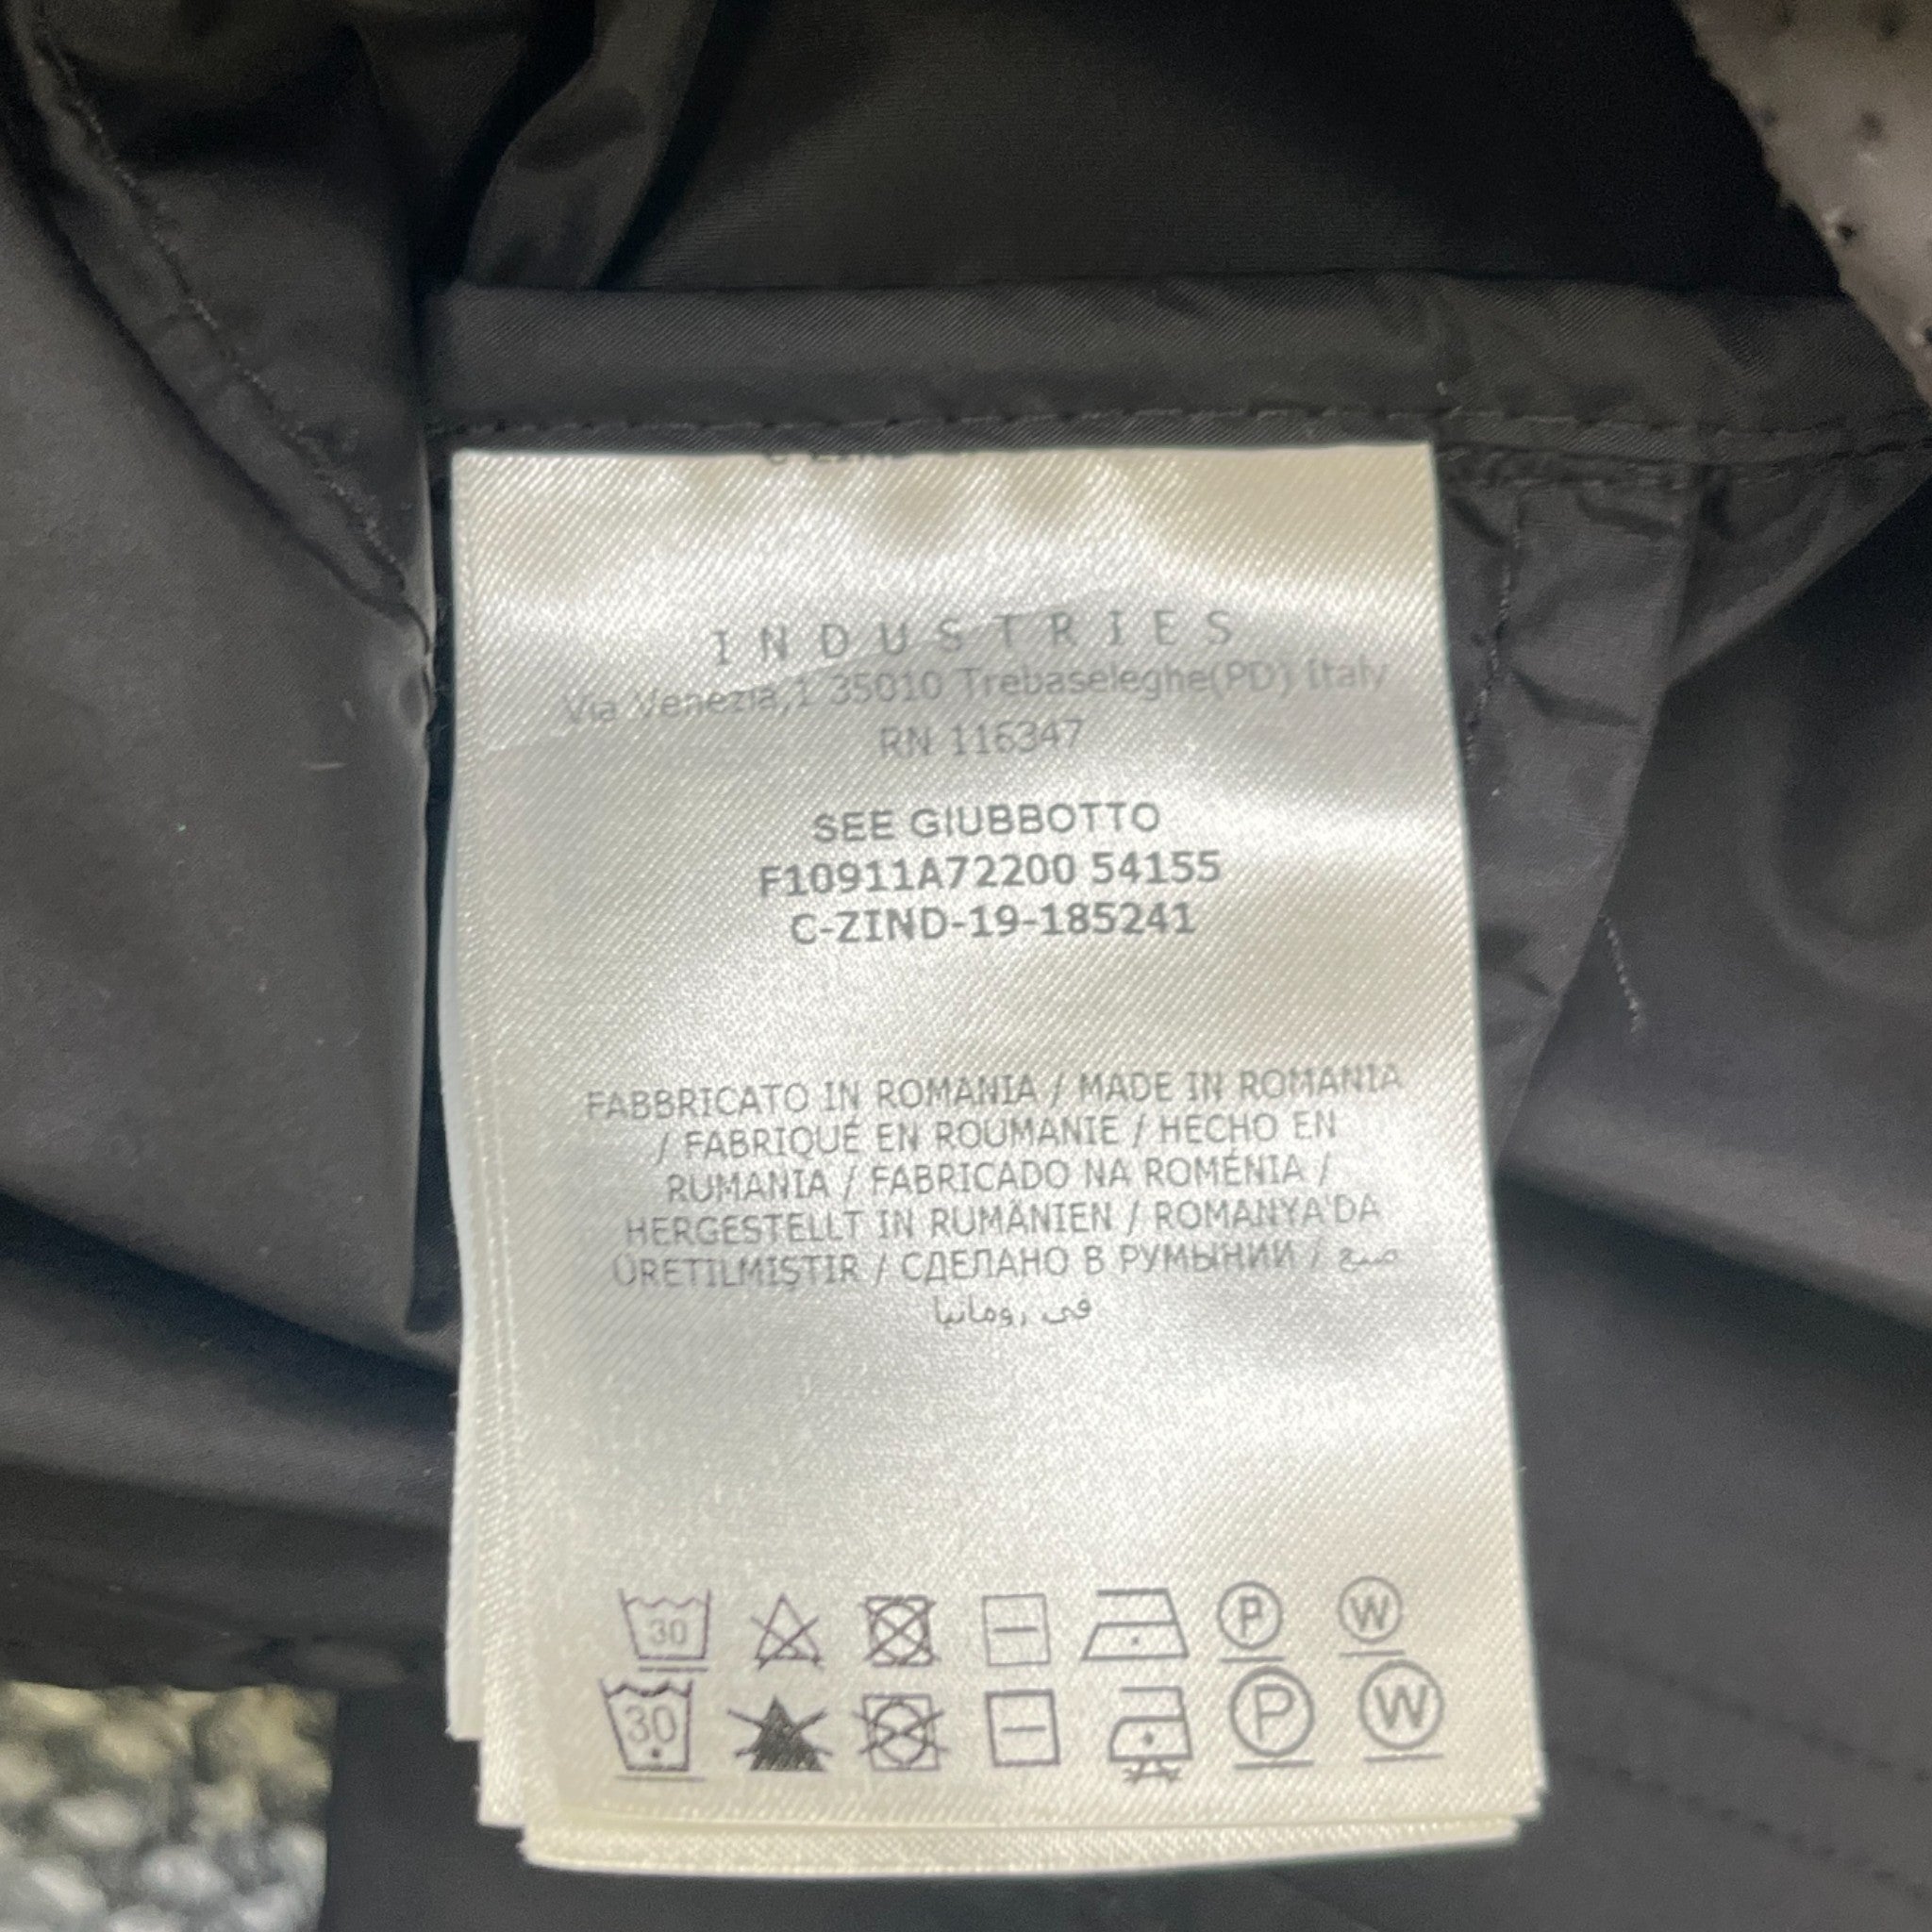 INDUSTRIES
Via Venezia,1 35010 Trebaseleghe(PD) Italy
RN 116347
SEE GIUBBOTTO
F10911A72200 54155
C-ZIND-19-185241
FABBRICATO IN ROMANIA / MADE IN ROMANIA
/ FABRIQUÉ EN ROUMANIE / HECHO EN
RUMANIA / FABRICADO NA ROMÉNIA /
HERGESTELLT IN RUMÄNIEN / ROMANYA'DA
ÜRETILMIŞTIR / СДЕЛАНО В РУМЫНИИ / صنع
في رومانيا
30 P W
30 P W